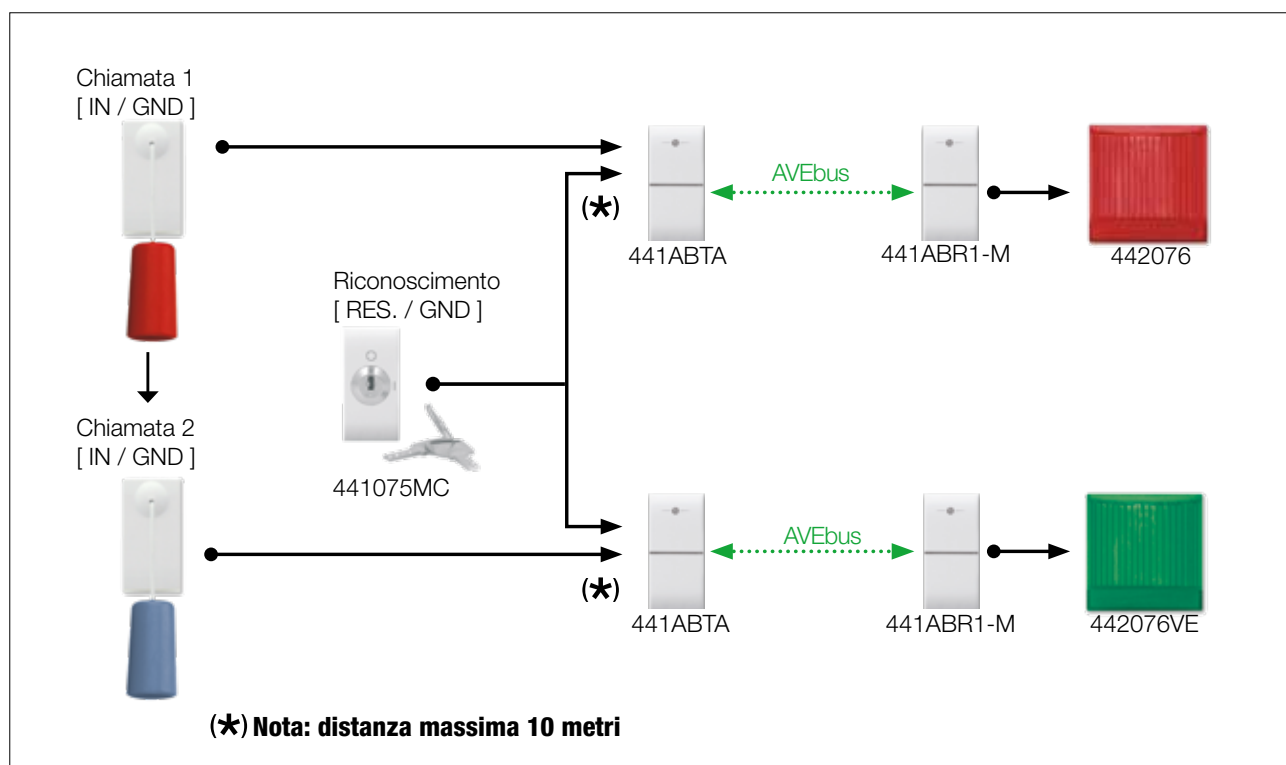 Chiamata 1
[ IN / GND ]
AVEbus
(*)
441ABTA
441ABR1-M
442076
Riconoscimento
[ RES. / GND ]
441075MC
Chiamata 2
[ IN / GND ]
AVEbus
(*)
441ABTA
441ABR1-M
442076VE
(*) Nota: distanza massima 10 metri